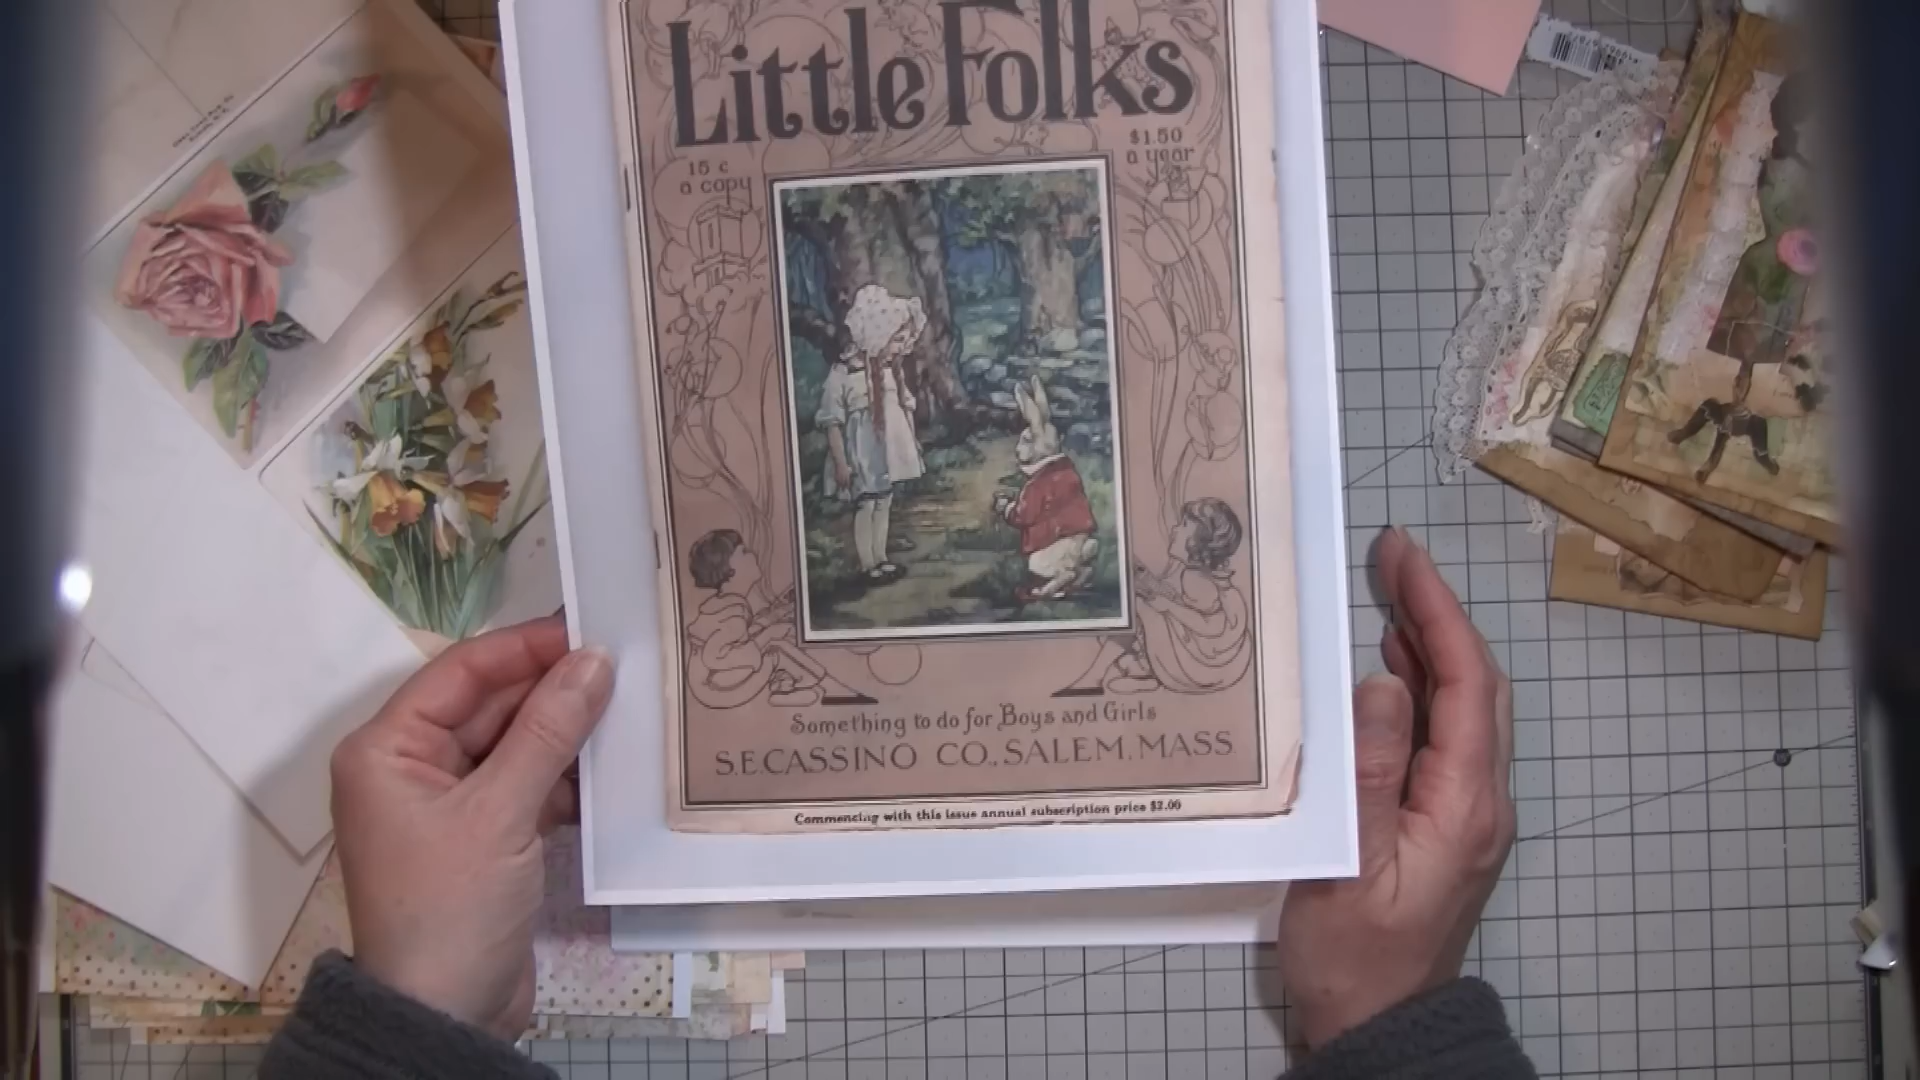 Little Folks
15 c
a copy
$1.50
a year
Something to do for Boys and Girls
S.E.CASSINO CO., SALEM, MASS.
Commencing with this issue annual subscription price $2.00